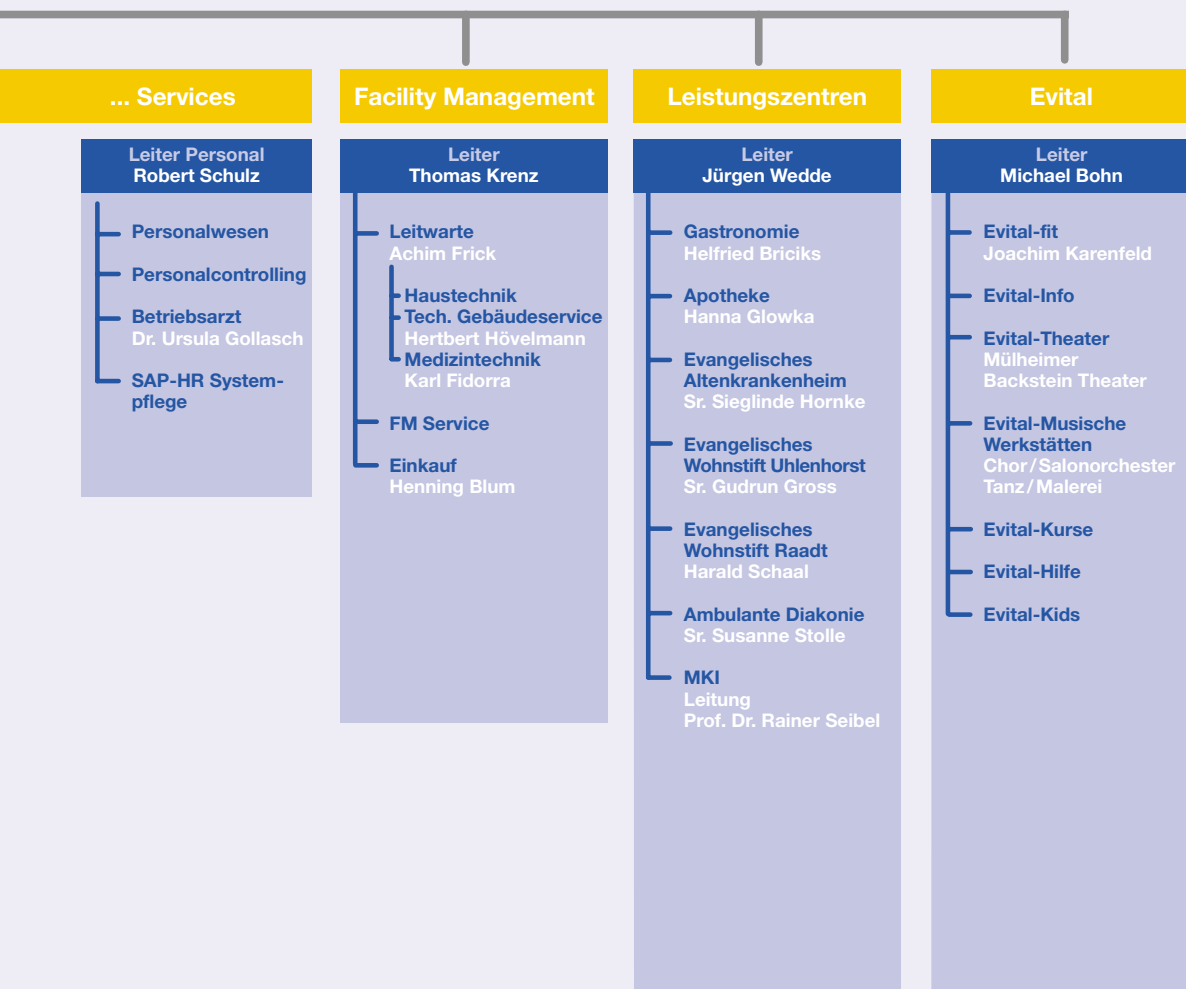 ... Services
Leiter Personal
Robert Schulz
Personalwesen
Personalcontrolling
Betriebsarzt
Dr. Ursula Gollasch
SAP-HR System-
pflege
Facility Management
Leiter
Thomas Krenz
Leitwarte
Achim Frick
Haustechnik
Tech. Gebäudeservice
Hertbert Hövelmann
Medizintechnik
Karl Fidorra
FM Service
Einkauf
Henning Blum
Leistungszentren
Leiter
Jürgen Wedde
Gastronomie
Helfried Briciks
Apotheke
Hanna Glowka
Evangelisches
Altenkrankenheim
Sr. Sieglinde Hornke
Evangelisches
Wohnstift Uhlenhorst
Sr. Gudrun Gross
Evangelisches
Wohnstift Raadt
Harald Schaal
Ambulante Diakonie
Sr. Susanne Stolle
MKI
Leitung
Prof. Dr. Rainer Seibel
Evital
Leiter
Michael Bohn
Evital-fit
Joachim Karenfeld
Evital-Info
Evital-Theater
Mülheimer
Backstein Theater
Evital-Musische
Werkstätten
Chor/Salonorchester
Tanz/Malerei
Evital-Kurse
Evital-Hilfe
Evital-Kids